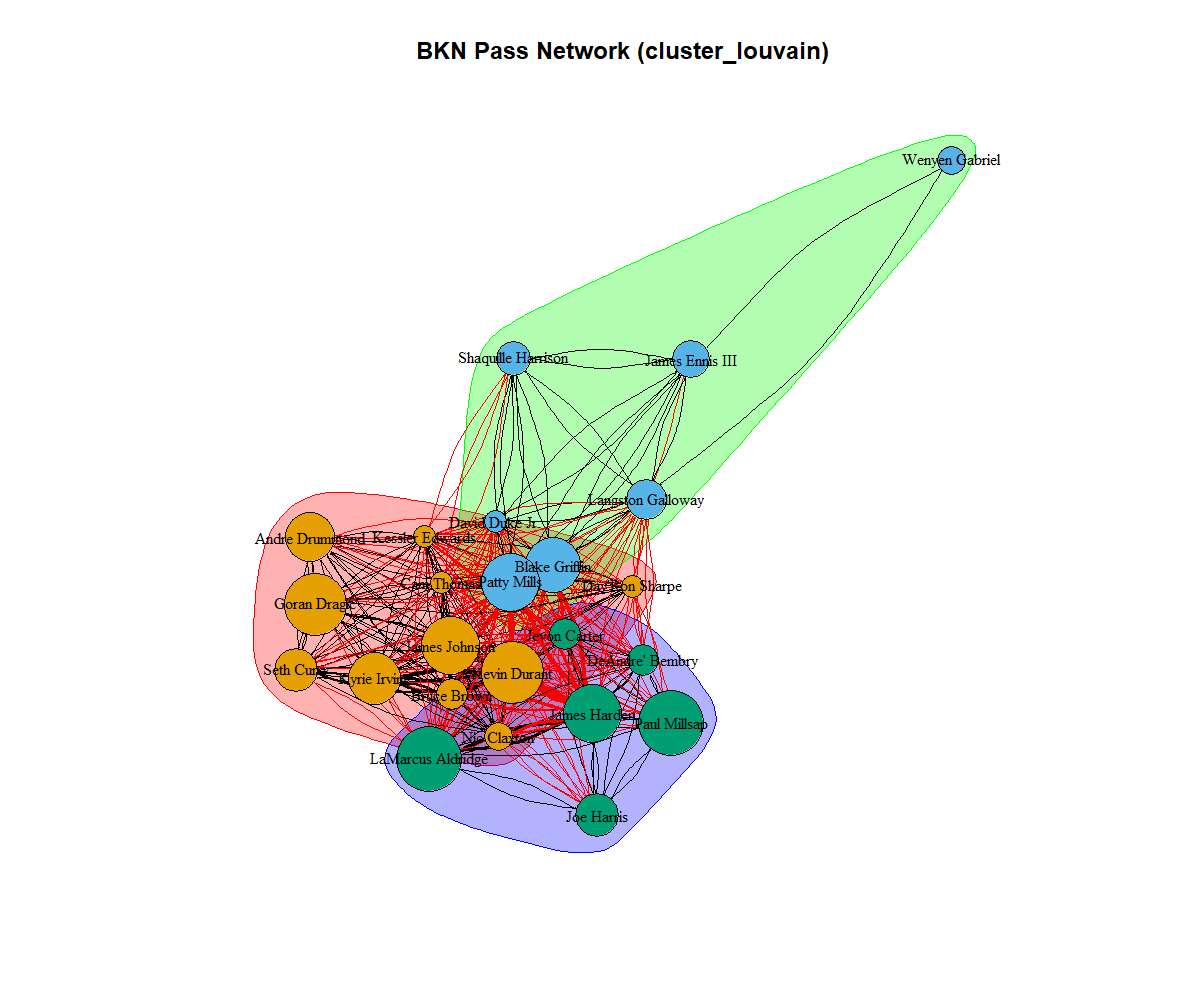 BKN Pass Network (cluster_louvain)
Wenyen Gabriel
Shaquille Harrison
James Ennis III
Langston Galloway
David Duke Jr.
Andre Drummond
Kessler Edwards
Blake Griffin
Cam Thomas
Patty Mills
Day'Ron Sharpe
Goran Dragic
Jevon Carter
James Johnson
DeAndre' Bembry
Seth Curry
Kyrie Irving
Kevin Durant
Bruce Brown
James Harden
Paul Millsap
Nic Claxton
LaMarcus Aldridge
Joe Harris